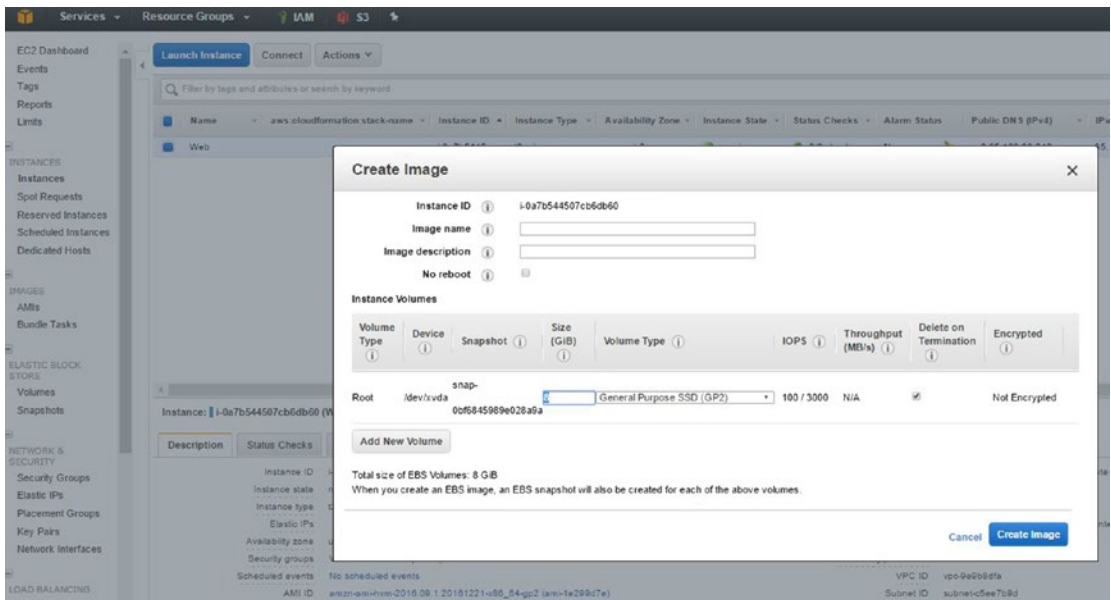 Services Resource Groups IAM S3
EC2 Dashboard
Events
Tags
Reports
Limits
INSTANCES
Instances
Spot Requests
Reserved Instances
Scheduled Instances
Dedicated Hosts
IMAGES
AMIs
Bundle Tasks
ELASTIC BLOCK
STORE
Volumes
Snapshots
NETWORK &
SECURITY
Security Groups
Elastic IPs
Placement Groups
Key Pairs
Network Interfaces
LOAD BALANCING
Launch Instance Connect Actions
Filter by tags and attributes or search by keyword
Name aws:cloudformation:stack-name Instance ID Instance Type Availability Zone Instance State Status Checks Alarm Status Public DNS (IPv4)
Web
Create Image
Instance ID i-0a7b544507cb6db60
Image name
Image description
No reboot
Instance Volumes
Volume Type Device Snapshot Size (GiB) Volume Type IOPS Throughput (MB/s) Delete on Termination Encrypted
Root /dev/xvda snap-0bf6845989e028a9a 8 General Purpose SSD (GP2) 100 / 3000 N/A Not Encrypted
Add New Volume
Total size of EBS Volumes: 8 GiB
When you create an EBS image, an EBS snapshot will also be created for each of the above volumes.
Cancel Create Image
Instance: i-0a7b544507cb6db60
Description Status Checks
Instance ID
Instance state
Instance type
Elastic IPs
Availability zone
Security groups
Scheduled events No scheduled events
VPC ID vpc-9e9b8dfa
AMI ID amzn-ami-hvm-2016.09.1.20161221-x86_64-gp2 (ami-1e299d7e)
Subnet ID subnet-c5ee7b9d